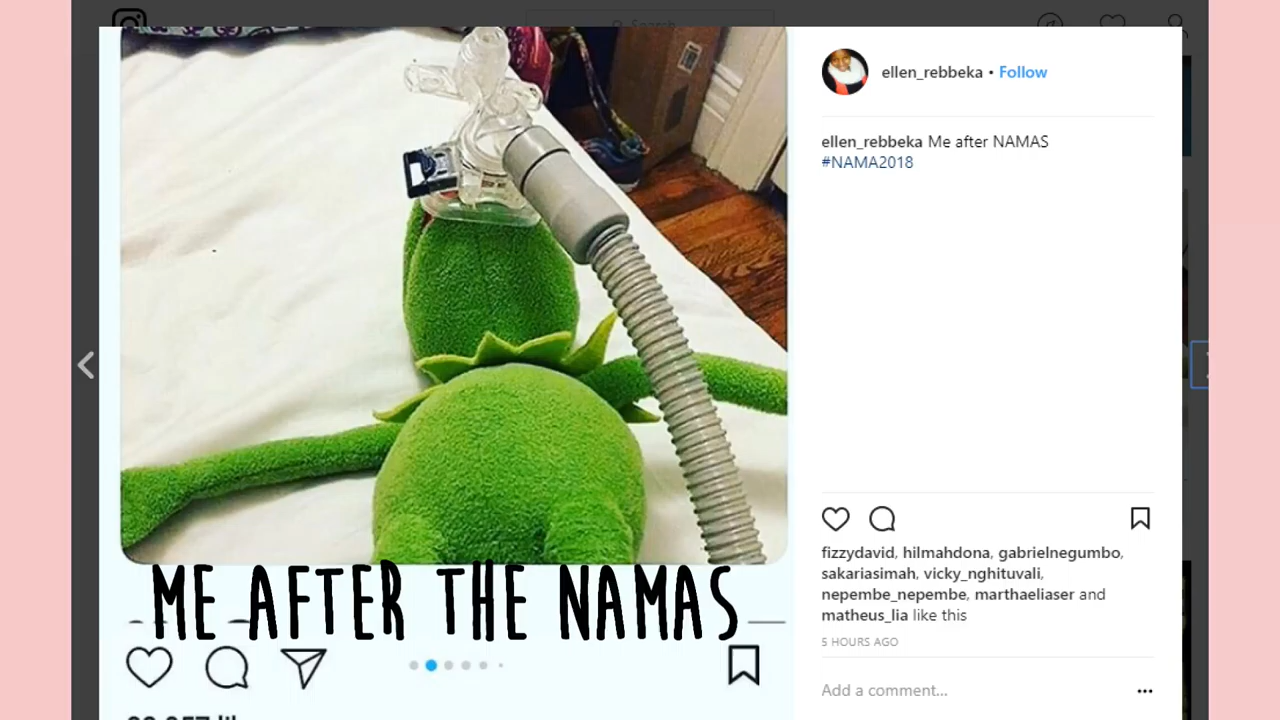 Search
ellen_rebbeka • Follow
ellen_rebbeka Me after NAMAS
#NAMA2018
ME AFTER THE NAMAS
fizzydavid, hilmahdona, gabrielnegumbo,
sakariasimah, vicky_nghituvali,
nepembe_nepembe, marthaeliaser and
matheus_lia like this
5 HOURS AGO
Add a comment...